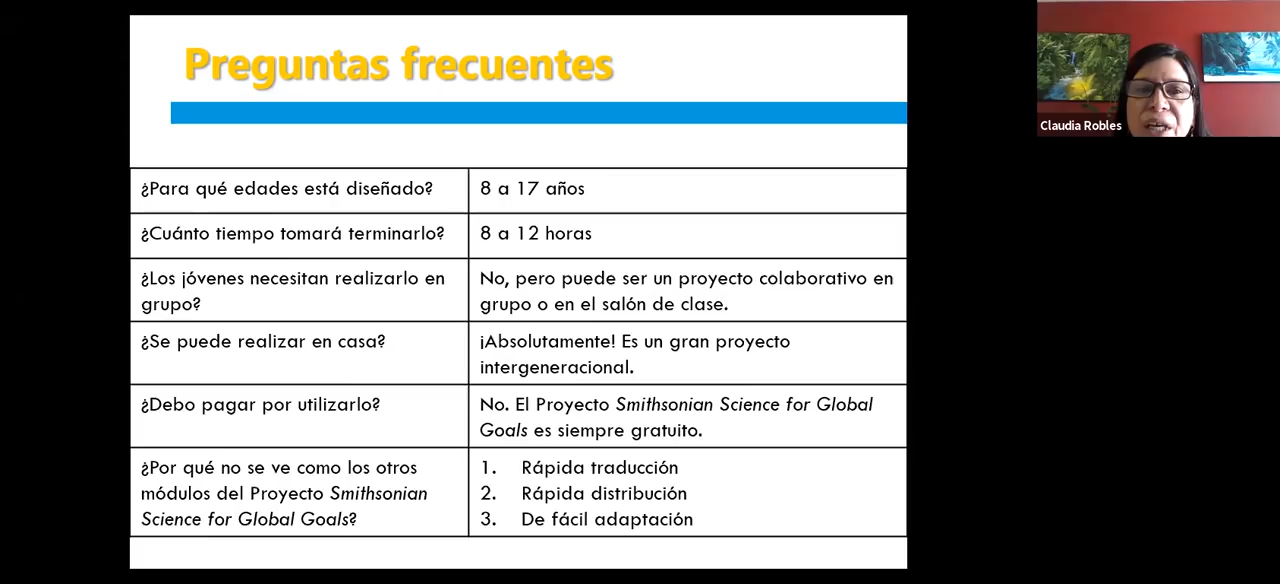 Preguntas frecuentes
Claudia Robles
¿Para qué edades está diseñado?
8 a 17 años
¿Cuánto tiempo tomará terminarlo?
8 a 12 horas
¿Los jóvenes necesitan realizarlo en
grupo?
No, pero puede ser un proyecto colaborativo en
grupo o en el salón de clase.
¿Se puede realizar en casa?
¡Absolutamente! Es un gran proyecto
intergeneracional.
¿Debo pagar por utilizarlo?
No. El Proyecto Smithsonian Science for Global
Goals es siempre gratuito.
¿Por qué no se ve como los otros
módulos del Proyecto Smithsonian
Science for Global Goals?
1. Rápida traducción
2. Rápida distribución
3. De fácil adaptación